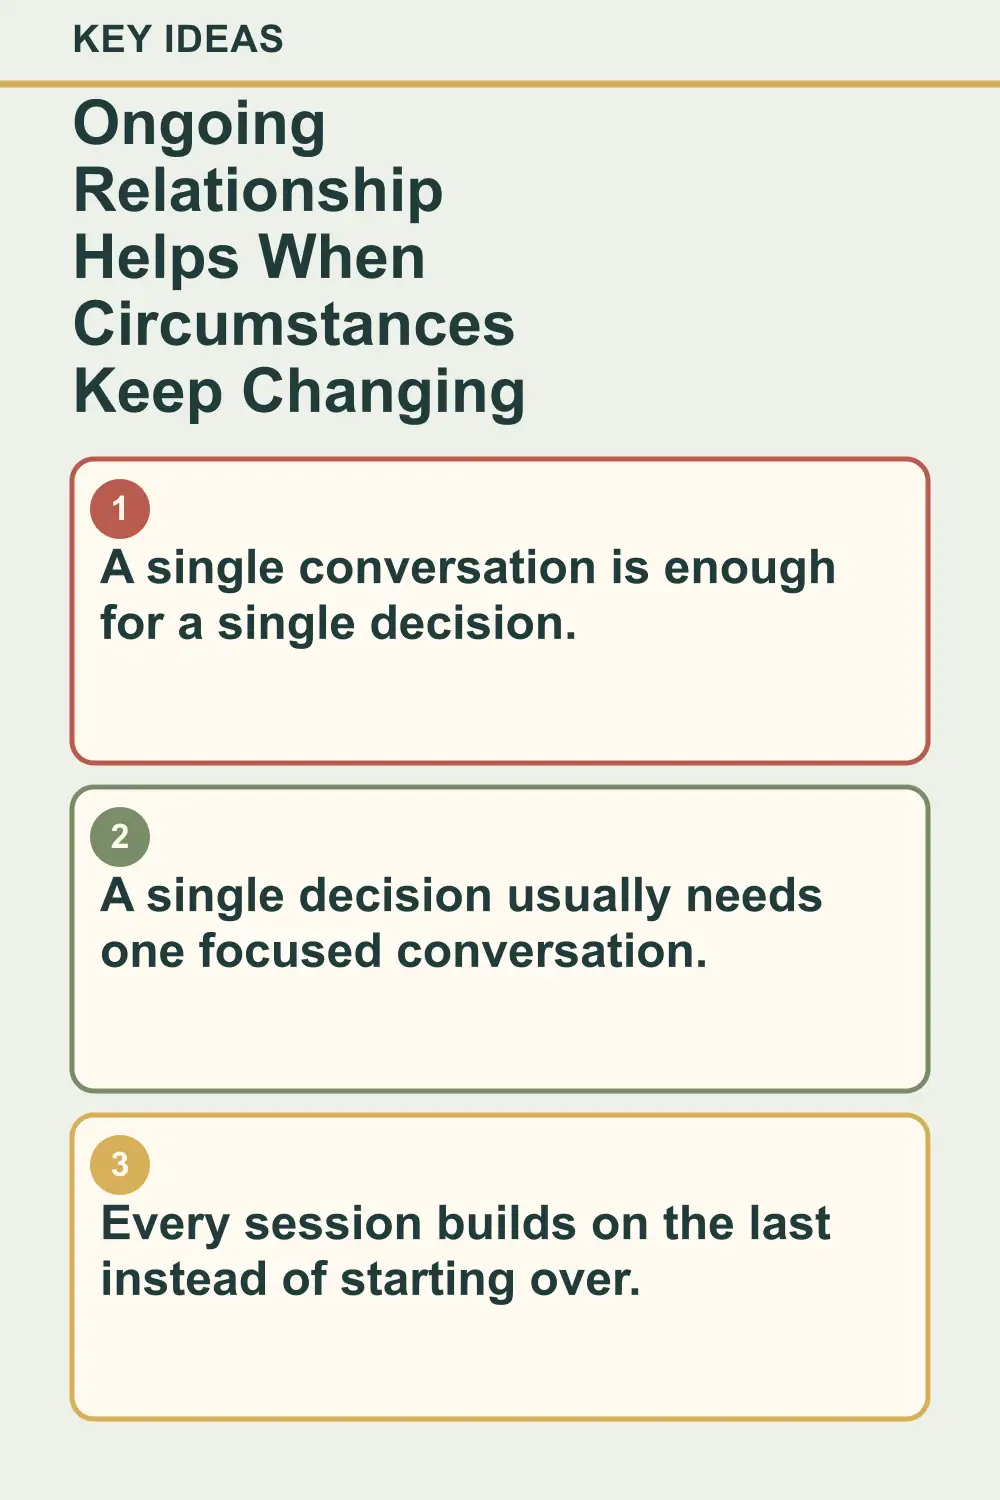 KEY IDEAS
Ongoing
Relationship
Helps When
Circumstances
Keep Changing
1
A single conversation is enough
for a single decision.
2
A single decision usually needs
one focused conversation.
3
Every session builds on the last
instead of starting over.